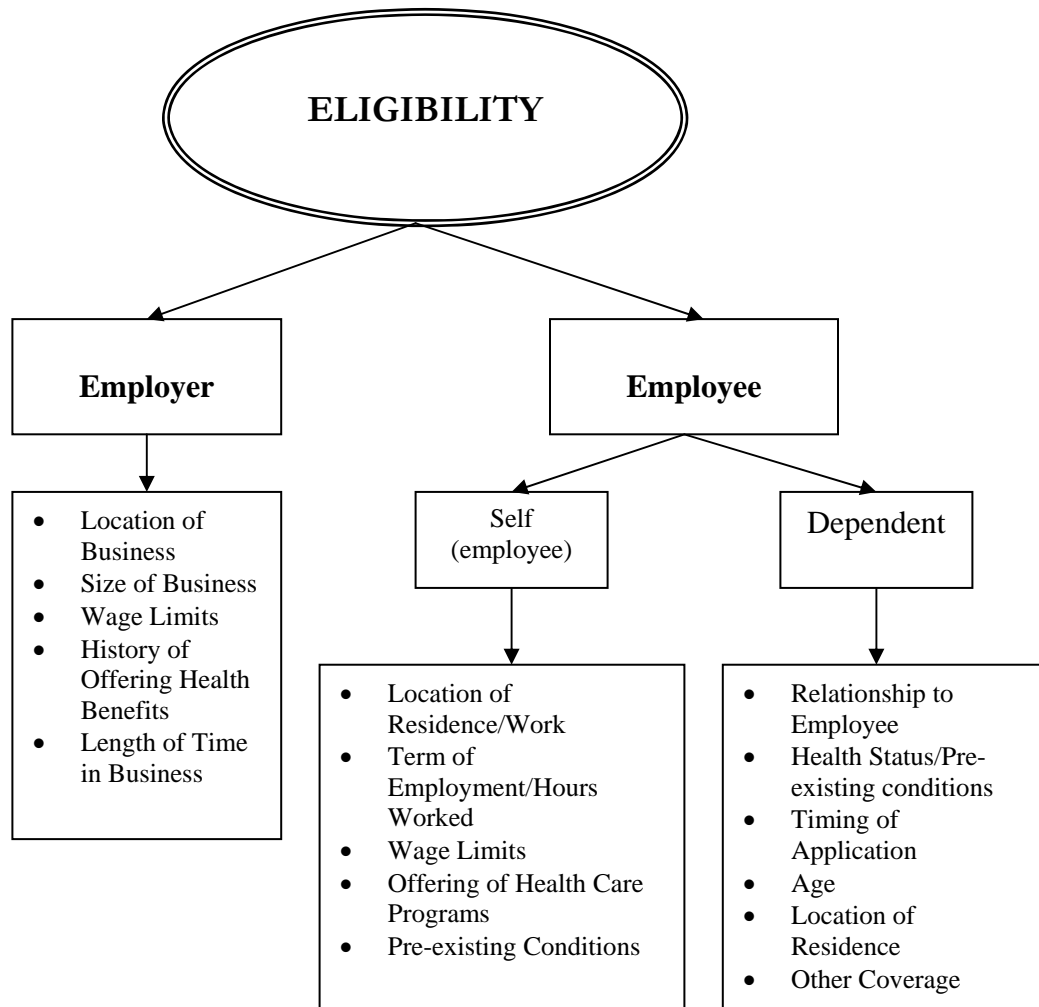 ELIGIBILITY
Employer
Employee
• Location of
Business
• Size of Business
• Wage Limits
• History of
Offering Health
Benefits
• Length of Time
in Business
Self
(employee)
Dependent
• Location of
Residence/Work
• Term of
Employment/Hours
Worked
• Wage Limits
• Offering of Health Care
Programs
• Pre-existing Conditions
• Relationship to
Employee
• Health Status/Pre-
existing conditions
• Timing of
Application
• Age
• Location of
Residence
• Other Coverage